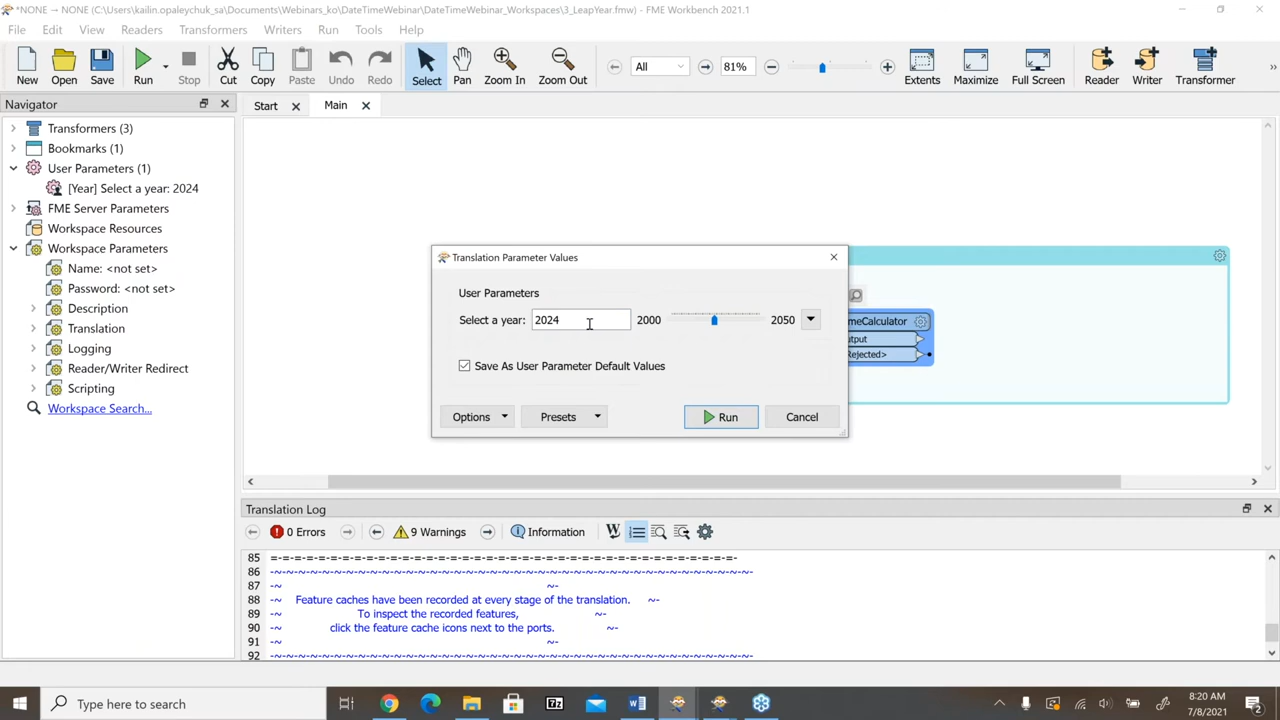 *NONE → NONE (C:\Users\kailin.opaleychuk_sa\Documents\Webinars_ko\DateTimeWebinar\DateTimeWebinar_Workspaces\3_LeapYear.fmw) - FME Workbench 2021.1
File Edit View Readers Transformers Writers Run Tools Help
New Open Save Run Stop Cut Copy Paste Undo Redo Select Pan Zoom In Zoom Out All 81% Extents Maximize Full Screen Reader Writer Transformer »
Navigator
Start Main
Transformers (3)
Bookmarks (1)
User Parameters (1)
[Year] Select a year: 2024
FME Server Parameters
Workspace Resources
Workspace Parameters
Name: <not set>
Password: <not set>
Description
Translation
Logging
Reader/Writer Redirect
Scripting
Workspace Search...
Translation Parameter Values
User Parameters
Select a year: 2024 2000 2050
Save As User Parameter Default Values
Options Presets Run Cancel
meCalculator
utput
Rejected>
Translation Log
0 Errors 9 Warnings Information
85 =-=-=-=-=-=-=-=-=-=-=-=-=-=-=-=-=-=-=-=-=-=-=-=-=-=-=-=-=-=-=-=-=-=-=-=-=-=-=-
86 -~-~-~-~-~-~-~-~-~-~-~-~-~-~-~-~-~-~-~-~-~-~-~-~-~-~-~-~-~-~-~-~-~-~-~-~-~-~-
87 -~ ~-
88 -~ Feature caches have been recorded at every stage of the translation. ~-
89 -~ To inspect the recorded features, ~-
90 -~ click the feature cache icons next to the ports. ~-
91 -~ ~-
92 -~-~-~-~-~-~-~-~-~-~-~-~-~-~-~-~-~-~-~-~-~-~-~-~-~-~-~-~-~-~-~-~-~-~-~-~-~-~-
Type here to search
8:20 AM
7/8/2021